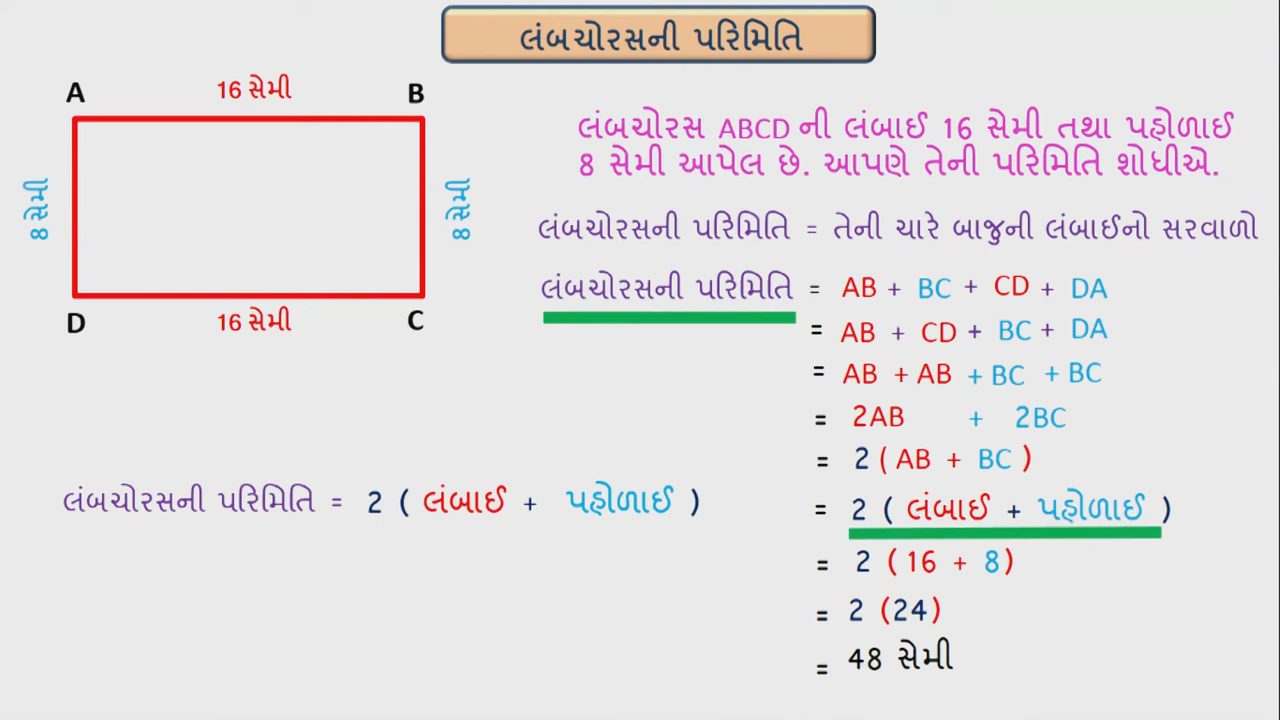 લંબચોરસની પરિમિતિ
A 16 સેમી B
8 સેમી
8 સેમી
D 16 સેમી C
લંબચોરસ ABCD ની લંબાઈ 16 સેમી તથા પહોળાઈ
8 સેમી આપેલ છે. આપણે તેની પરિમિતિ શોધીએ.
લંબચોરસની પરિમિતિ = તેની ચારે બાજુની લંબાઈનો સરવાળો
લંબચોરસની પરિમિતિ = AB + BC + CD + DA
= AB + CD + BC + DA
= AB + AB + BC + BC
= 2AB + 2BC
= 2 ( AB + BC )
લંબચોરસની પરિમિતિ = 2 ( લંબાઈ + પહોળાઈ )
= 2 ( લંબાઈ + પહોળાઈ )
= 2 ( 16 + 8 )
= 2 (24)
= 48 સેમી